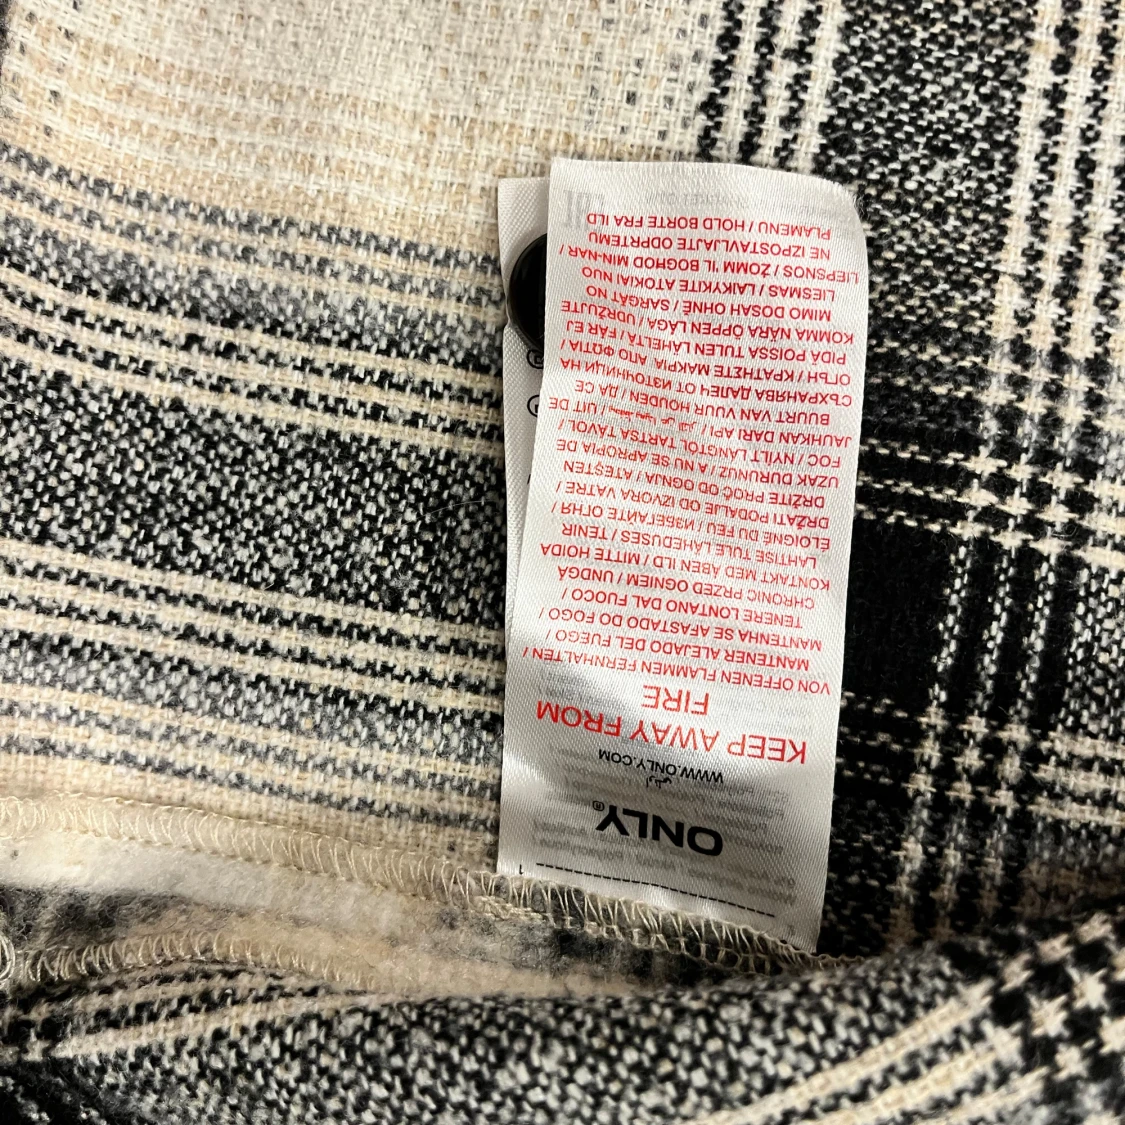 ONLY®
اونلي
WWW.ONLY.COM
KEEP AWAY FROM
FIRE
VON OFFENEN FLAMMEN FERNHALTEN /
MANTENER ALEJADO DEL FUEGO /
MANTENHA SE AFASTADO DO FOGO /
TENERE LONTANO DAL FUOCO /
CHRONIC PRZED OGNIEM / UNDGÅ
KONTAKT MED ÅBEN ILD / MITTE HOIDA
LAHTISE TULE LÄHEDUSES / TENIR
ÉLOIGNÉ DU FEU / ИЗБЕГАЙТЕ ОГНЯ /
DRŽATI PODALJE OD IZVORA VATRE /
DRŽITE PROČ OD OGNJA / ATEŞTEN
UZAK DURUNUZ / A NU SE APROPIA DE
FOC / NYÍLT LÁNGTÓL TARTSA TÁVOL /
JAUHKAN DARI API / / UIT DE
BUURT VAN VUUR HOUDEN / ДА СЕ
СЪХРАНЯВА ДАЛЕЧ ОТ ИЗТОЧНИЦИ НА
ОГЪН / ΚΡΑΤΗΣΤΕ ΜΑΚΡΙΑ ΑΠΟ ΦΩΤΙΑ /
PIDÄ POISSA TULEN LÄHELTÄ / FÅR EJ
KOMMA NÄRA ÖPPEN LÅGA / UDRŽUJTE
MIMO DOSAH OHNĚ / SARGĀT NO
LIESMAS / LAIKYKITE ATOKIAI NUO
LIEPSNOS / ŻOMM 'IL BOGĦOD MIN-NAR /
NE IZPOSTAVLJAJTE ODPRTEMU
PLAMENU / HOLD BORTE FRA ILD